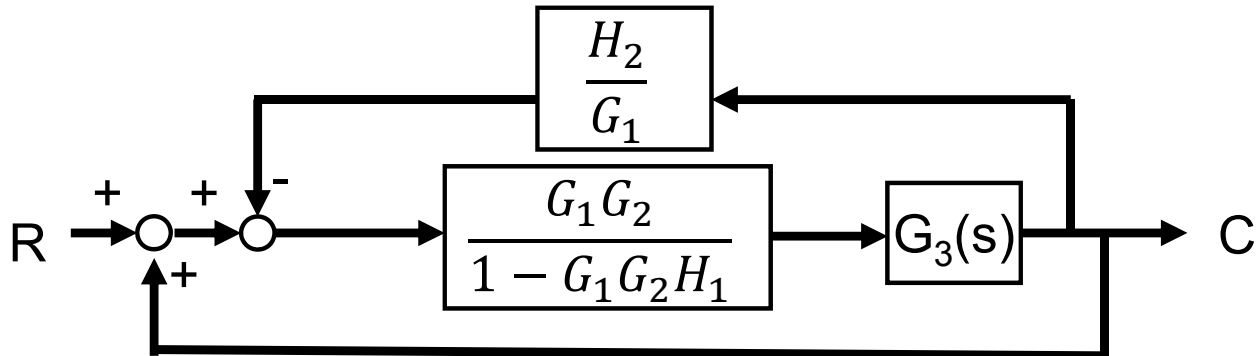 H₂
G₁
+
+
-
R
G₁G₂
1 − G₁G₂H₁
G₃(s)
C
+